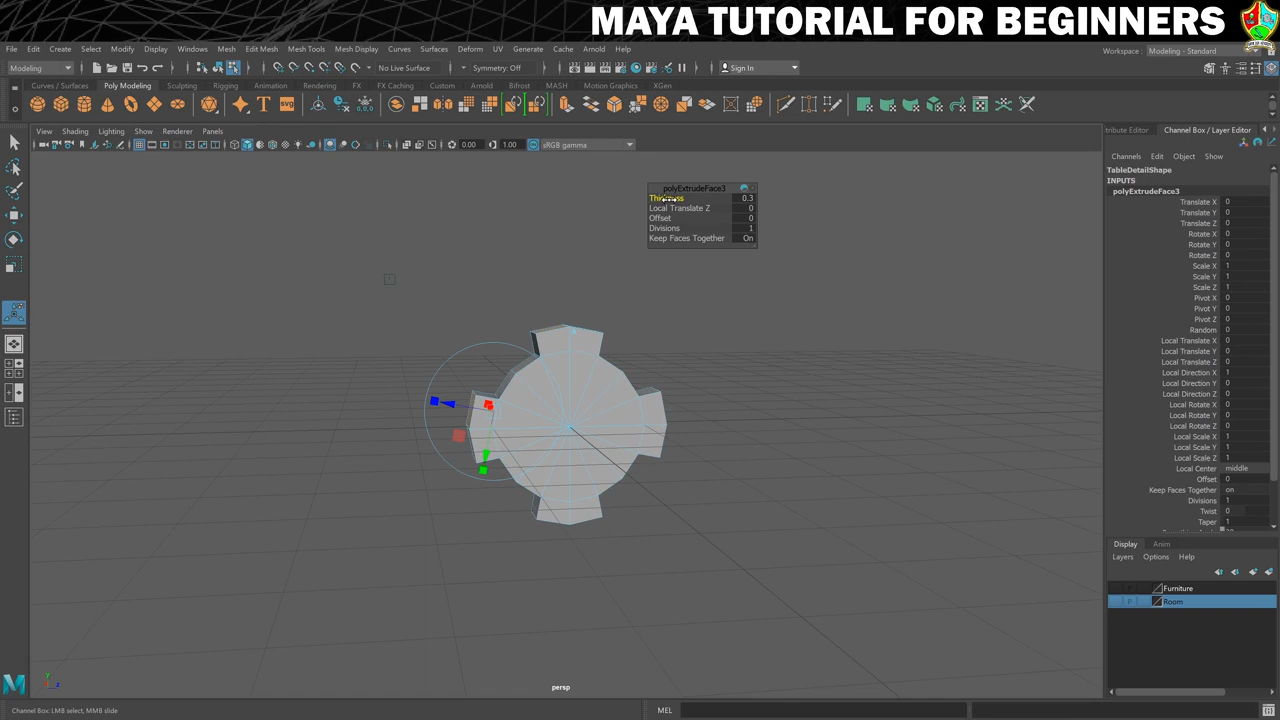 MAYA TUTORIAL FOR BEGINNERS
File Edit Create Select Modify Display Windows Mesh Edit Mesh Mesh Tools Mesh Display Curves Surfaces Deform UV Generate Cache Arnold Help
Workspace : Modeling - Standard
Modeling No Live Surface Symmetry: Off Sign In
Curves / Surfaces Poly Modeling Sculpting Rigging Animation Rendering FX FX Caching Custom Arnold Bifrost MASH Motion Graphics XGen
View Shading Lighting Show Renderer Panels
0.00 1.00 sRGB gamma
tribute Editor Channel Box / Layer Editor
Channels Edit Object Show
TableDetailShape
INPUTS
polyExtrudeFace3
Translate X 0
Translate Y 0
Translate Z 0
Rotate X 0
Rotate Y 0
Rotate Z 0
Scale X 1
Scale Y 1
Scale Z 1
Pivot X 0
Pivot Y 0
Pivot Z 0
Random 0
Local Translate X 0
Local Translate Y 0
Local Translate Z 0
Local Direction X 1
Local Direction Y 0
Local Direction Z 0
Local Rotate X 0
Local Rotate Y 0
Local Rotate Z 0
Local Scale X 1
Local Scale Y 1
Local Scale Z 1
Local Center middle
Offset 0
Keep Faces Together on
Divisions 1
Twist 0
Taper 1
polyExtrudeFace3
Thickness 0.3
Local Translate Z 0
Offset 0
Divisions 1
Keep Faces Together On
Display Anim
Layers Options Help
Furniture
P Room
y
z
persp
Channel Box: LMB select, MMB slide
MEL